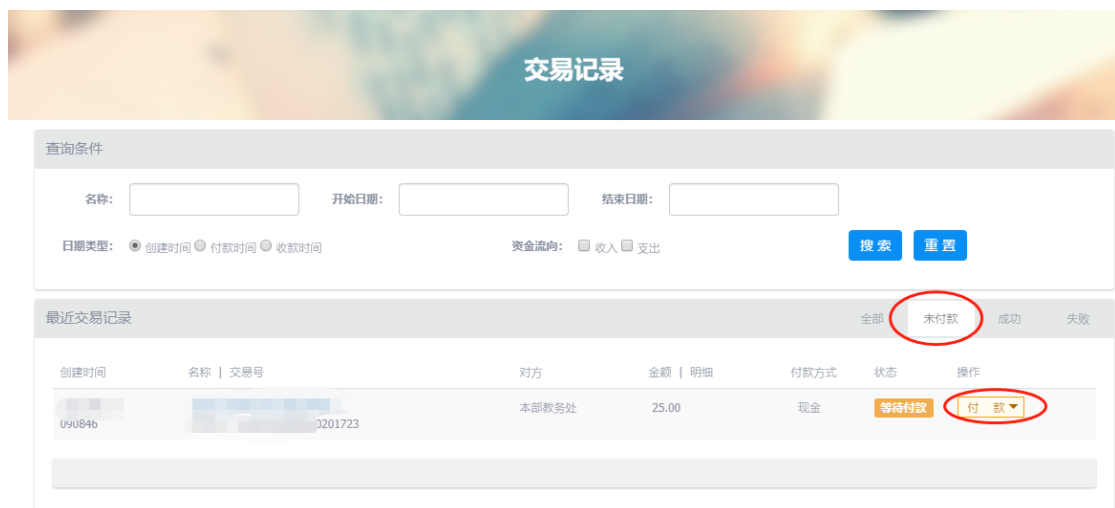 交易记录
查询条件
名称： 开始日期： 结束日期：
日期类型： 创建时间 付款时间 收款时间 资金流向： 收入 支出 搜索 重置
最近交易记录 全部 未付款 成功 失败
创建时间 名称 | 交易号 对方 金额 | 明细 付款方式 状态 操作
本部教务处 25.00 现金 等待付款 付 款
090846 0201723